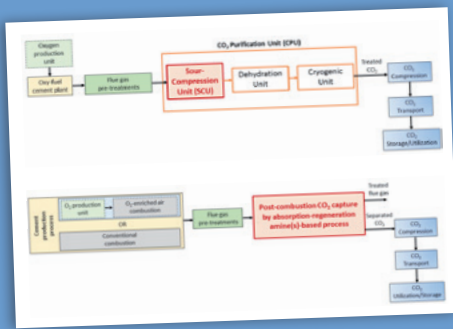 CO₂ Purification Unit (CPU)
Oxygen
production
unit
Oxy-fuel
cement plant
Flue gas
pre-treatments
Sour-
Compression
Unit (SCU)
Dehydration
Unit
Cryogenic
Unit
Treated
CO₂
CO₂
Compression
CO₂
Transport
CO₂
Storage/Utilization
Cement
production
process
O₂ production
unit
O₂-enriched air
combustion
OR
Conventional
combustion
Flue gas
pre-treatments
Post-combustion CO₂ capture
by absorption-regeneration
amine(s)-based process
Treated
flue gas
Separated
CO₂
CO₂
Compression
CO₂
Transport
CO₂
Utilization/Storage